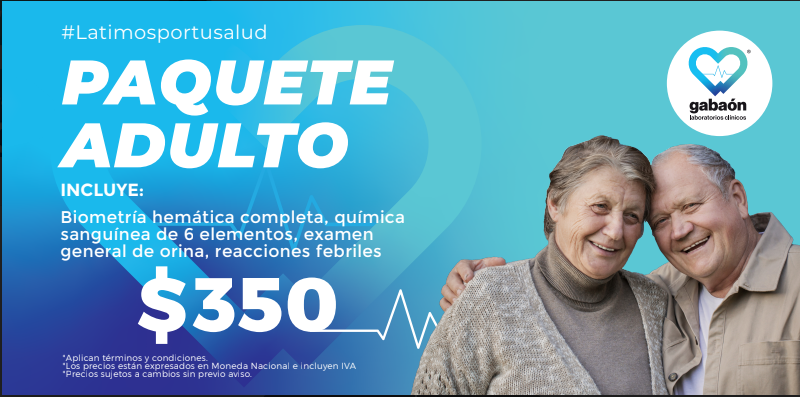 #Latimosportusalud
PAQUETE
ADULTO
INCLUYE:
Biometría hemática completa, química
sanguínea de 6 elementos, examen
general de orina, reacciones febriles
$350
*Aplican términos y condiciones.
*Los precios están expresados en Moneda Nacional e incluyen IVA
*Precios sujetos a cambios sin previo aviso.
®
gabaón
laboratorios clínicos